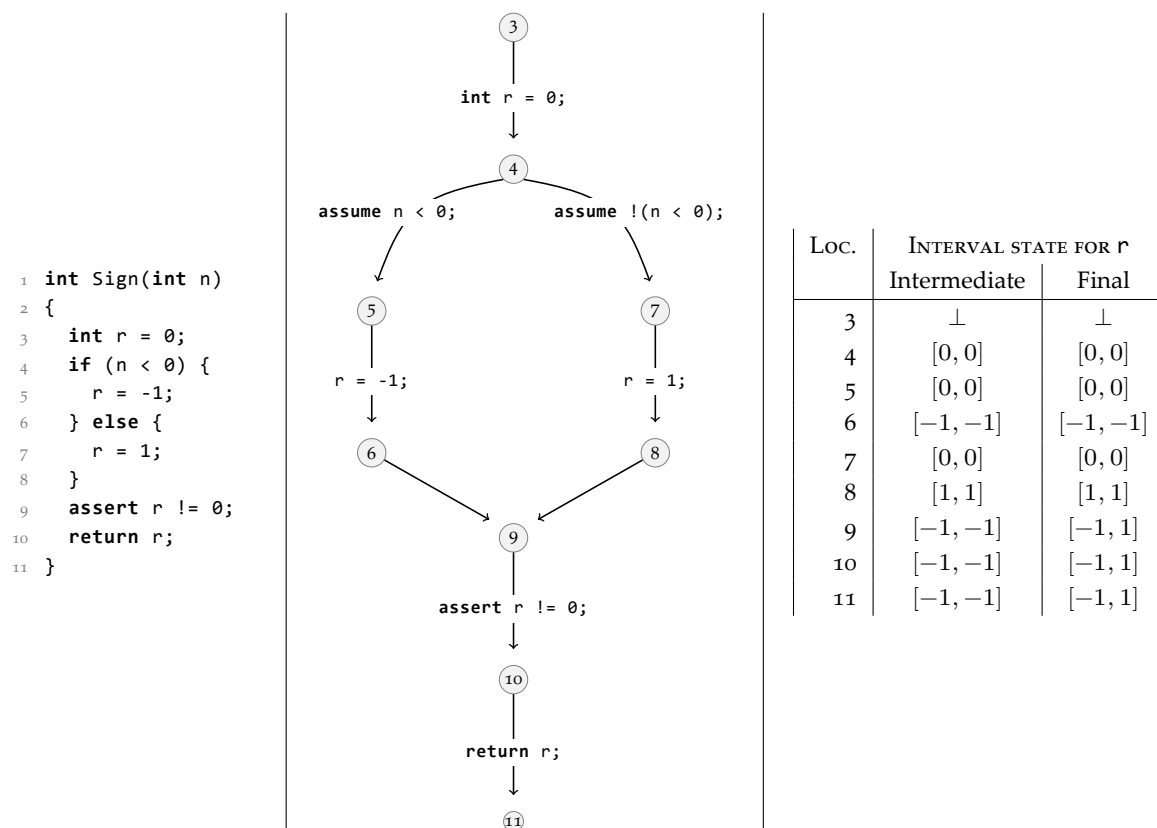 1 int Sign(int n)
2 {
3 int r = 0;
4 if (n < 0) {
5 r = -1;
6 } else {
7 r = 1;
8 }
9 assert r != 0;
10 return r;
11 }
3
int r = 0;
4
assume n < 0; assume !(n < 0);
5 7
r = -1; r = 1;
6 8
9
assert r != 0;
10
return r;
11
Loc. Interval state for r
Intermediate Final
3 ⊥ ⊥
4 [0, 0] [0, 0]
5 [0, 0] [0, 0]
6 [−1, −1] [−1, −1]
7 [0, 0] [0, 0]
8 [1, 1] [1, 1]
9 [−1, −1] [−1, 1]
10 [−1, −1] [−1, 1]
11 [−1, −1] [−1, 1]